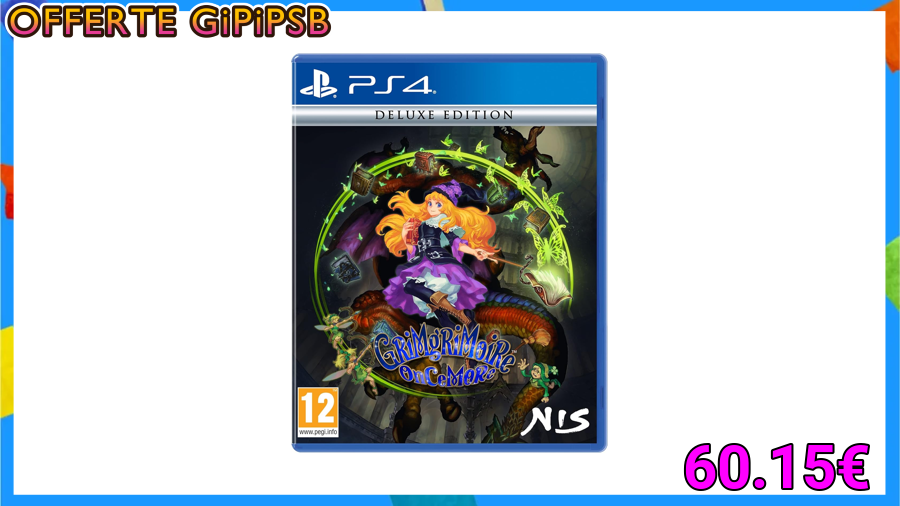 OFFERTE GiPiPSB
PS4
DELUXE EDITION
GRiMgRiMoiRe
OnCeMORe
12
www.pegi.info
NIS
60.15€